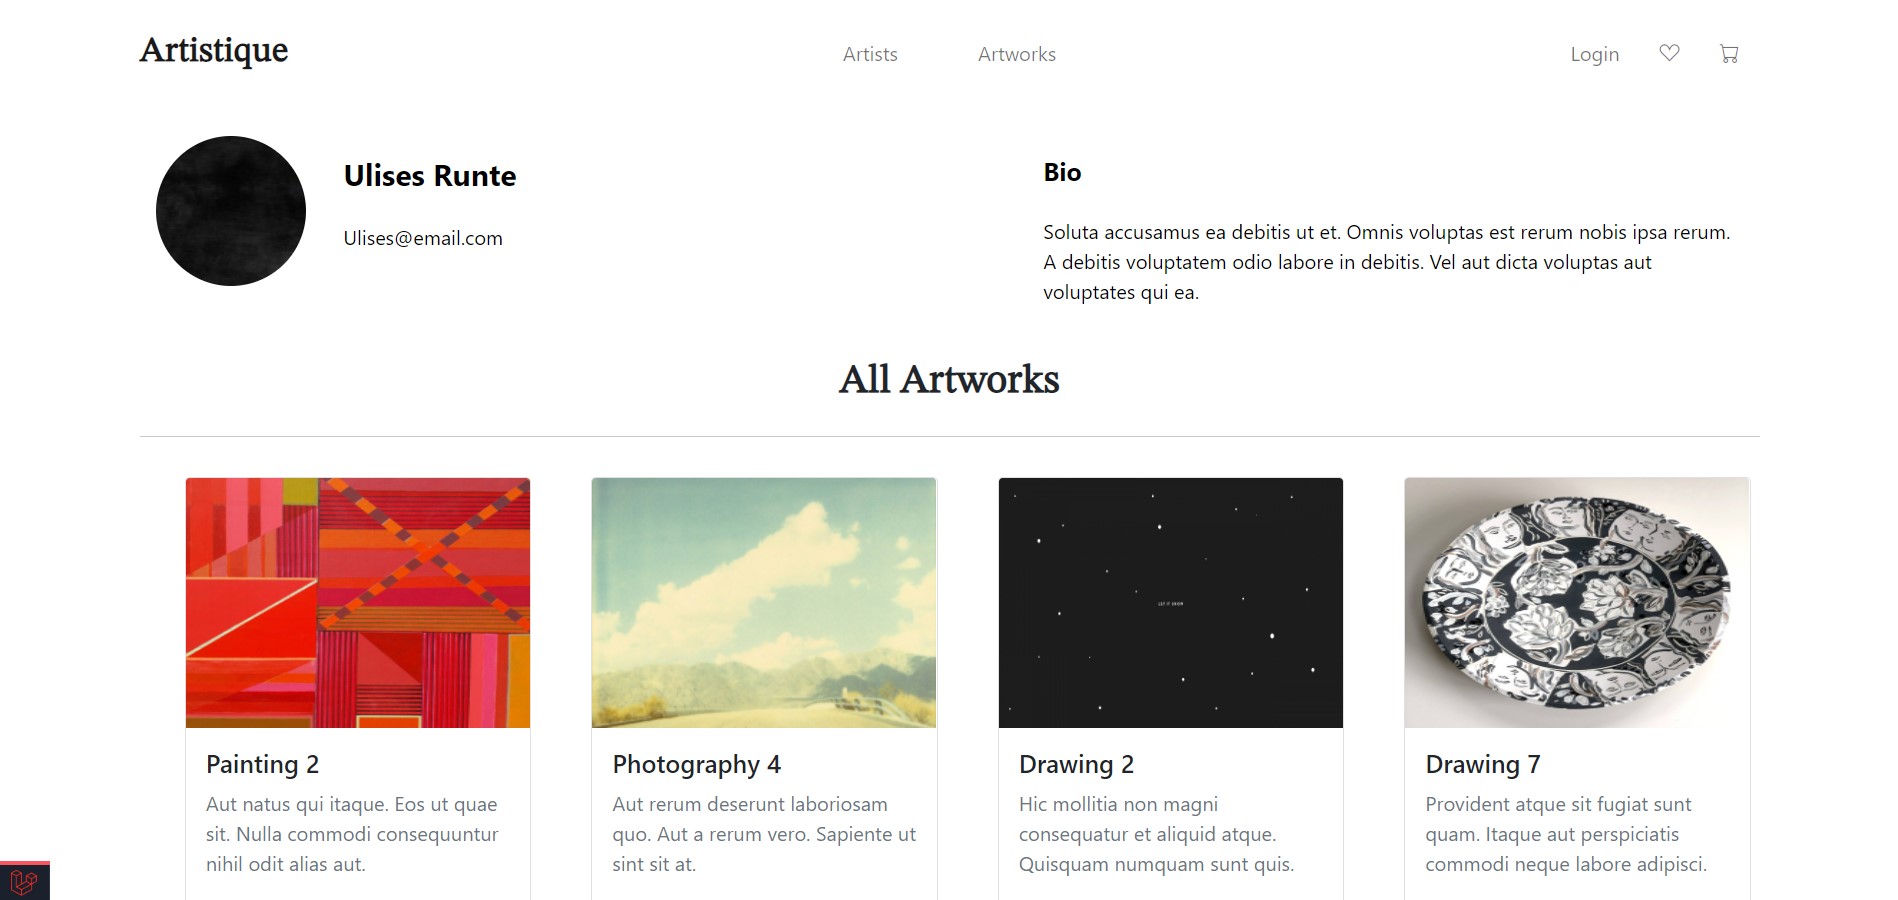 Artistique
Artists
Artworks
Login
Ulises Runte
Ulises@email.com
Bio
Soluta accusamus ea debitis ut et. Omnis voluptas est rerum nobis ipsa rerum.
A debitis voluptatem odio labore in debitis. Vel aut dicta voluptas aut
voluptates qui ea.
All Artworks
LET IT SNOW
Painting 2
Aut natus qui itaque. Eos ut quae
sit. Nulla commodi consequuntur
nihil odit alias aut.
Photography 4
Aut rerum deserunt laboriosam
quo. Aut a rerum vero. Sapiente ut
sint sit at.
Drawing 2
Hic mollitia non magni
consequatur et aliquid atque.
Quisquam numquam sunt quis.
Drawing 7
Provident atque sit fugiat sunt
quam. Itaque aut perspiciatis
commodi neque labore adipisci.